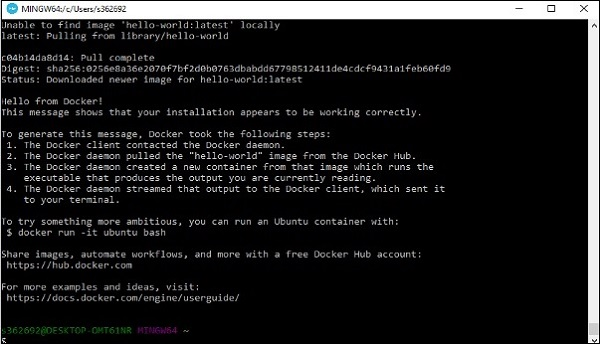 MINGW64:/c/Users/s362692
Unable to find image 'hello-world:latest' locally
latest: Pulling from library/hello-world
c04b14da8d14: Pull complete
Digest: sha256:0256e8a36e2070f7bf2d0b0763dbabdd67798512411de4cdcf9431a1feb60fd9
Status: Downloaded newer image for hello-world:latest
Hello from Docker!
This message shows that your installation appears to be working correctly.
To generate this message, Docker took the following steps:
1. The Docker client contacted the Docker daemon.
2. The Docker daemon pulled the "hello-world" image from the Docker Hub.
3. The Docker daemon created a new container from that image which runs the
executable that produces the output you are currently reading.
4. The Docker daemon streamed that output to the Docker client, which sent it
to your terminal.
To try something more ambitious, you can run an Ubuntu container with:
$ docker run -it ubuntu bash
Share images, automate workflows, and more with a free Docker Hub account:
https://hub.docker.com
For more examples and ideas, visit:
https://docs.docker.com/engine/userguide/
s362692@DESKTOP-OMT61NR MINGW64 ~
$